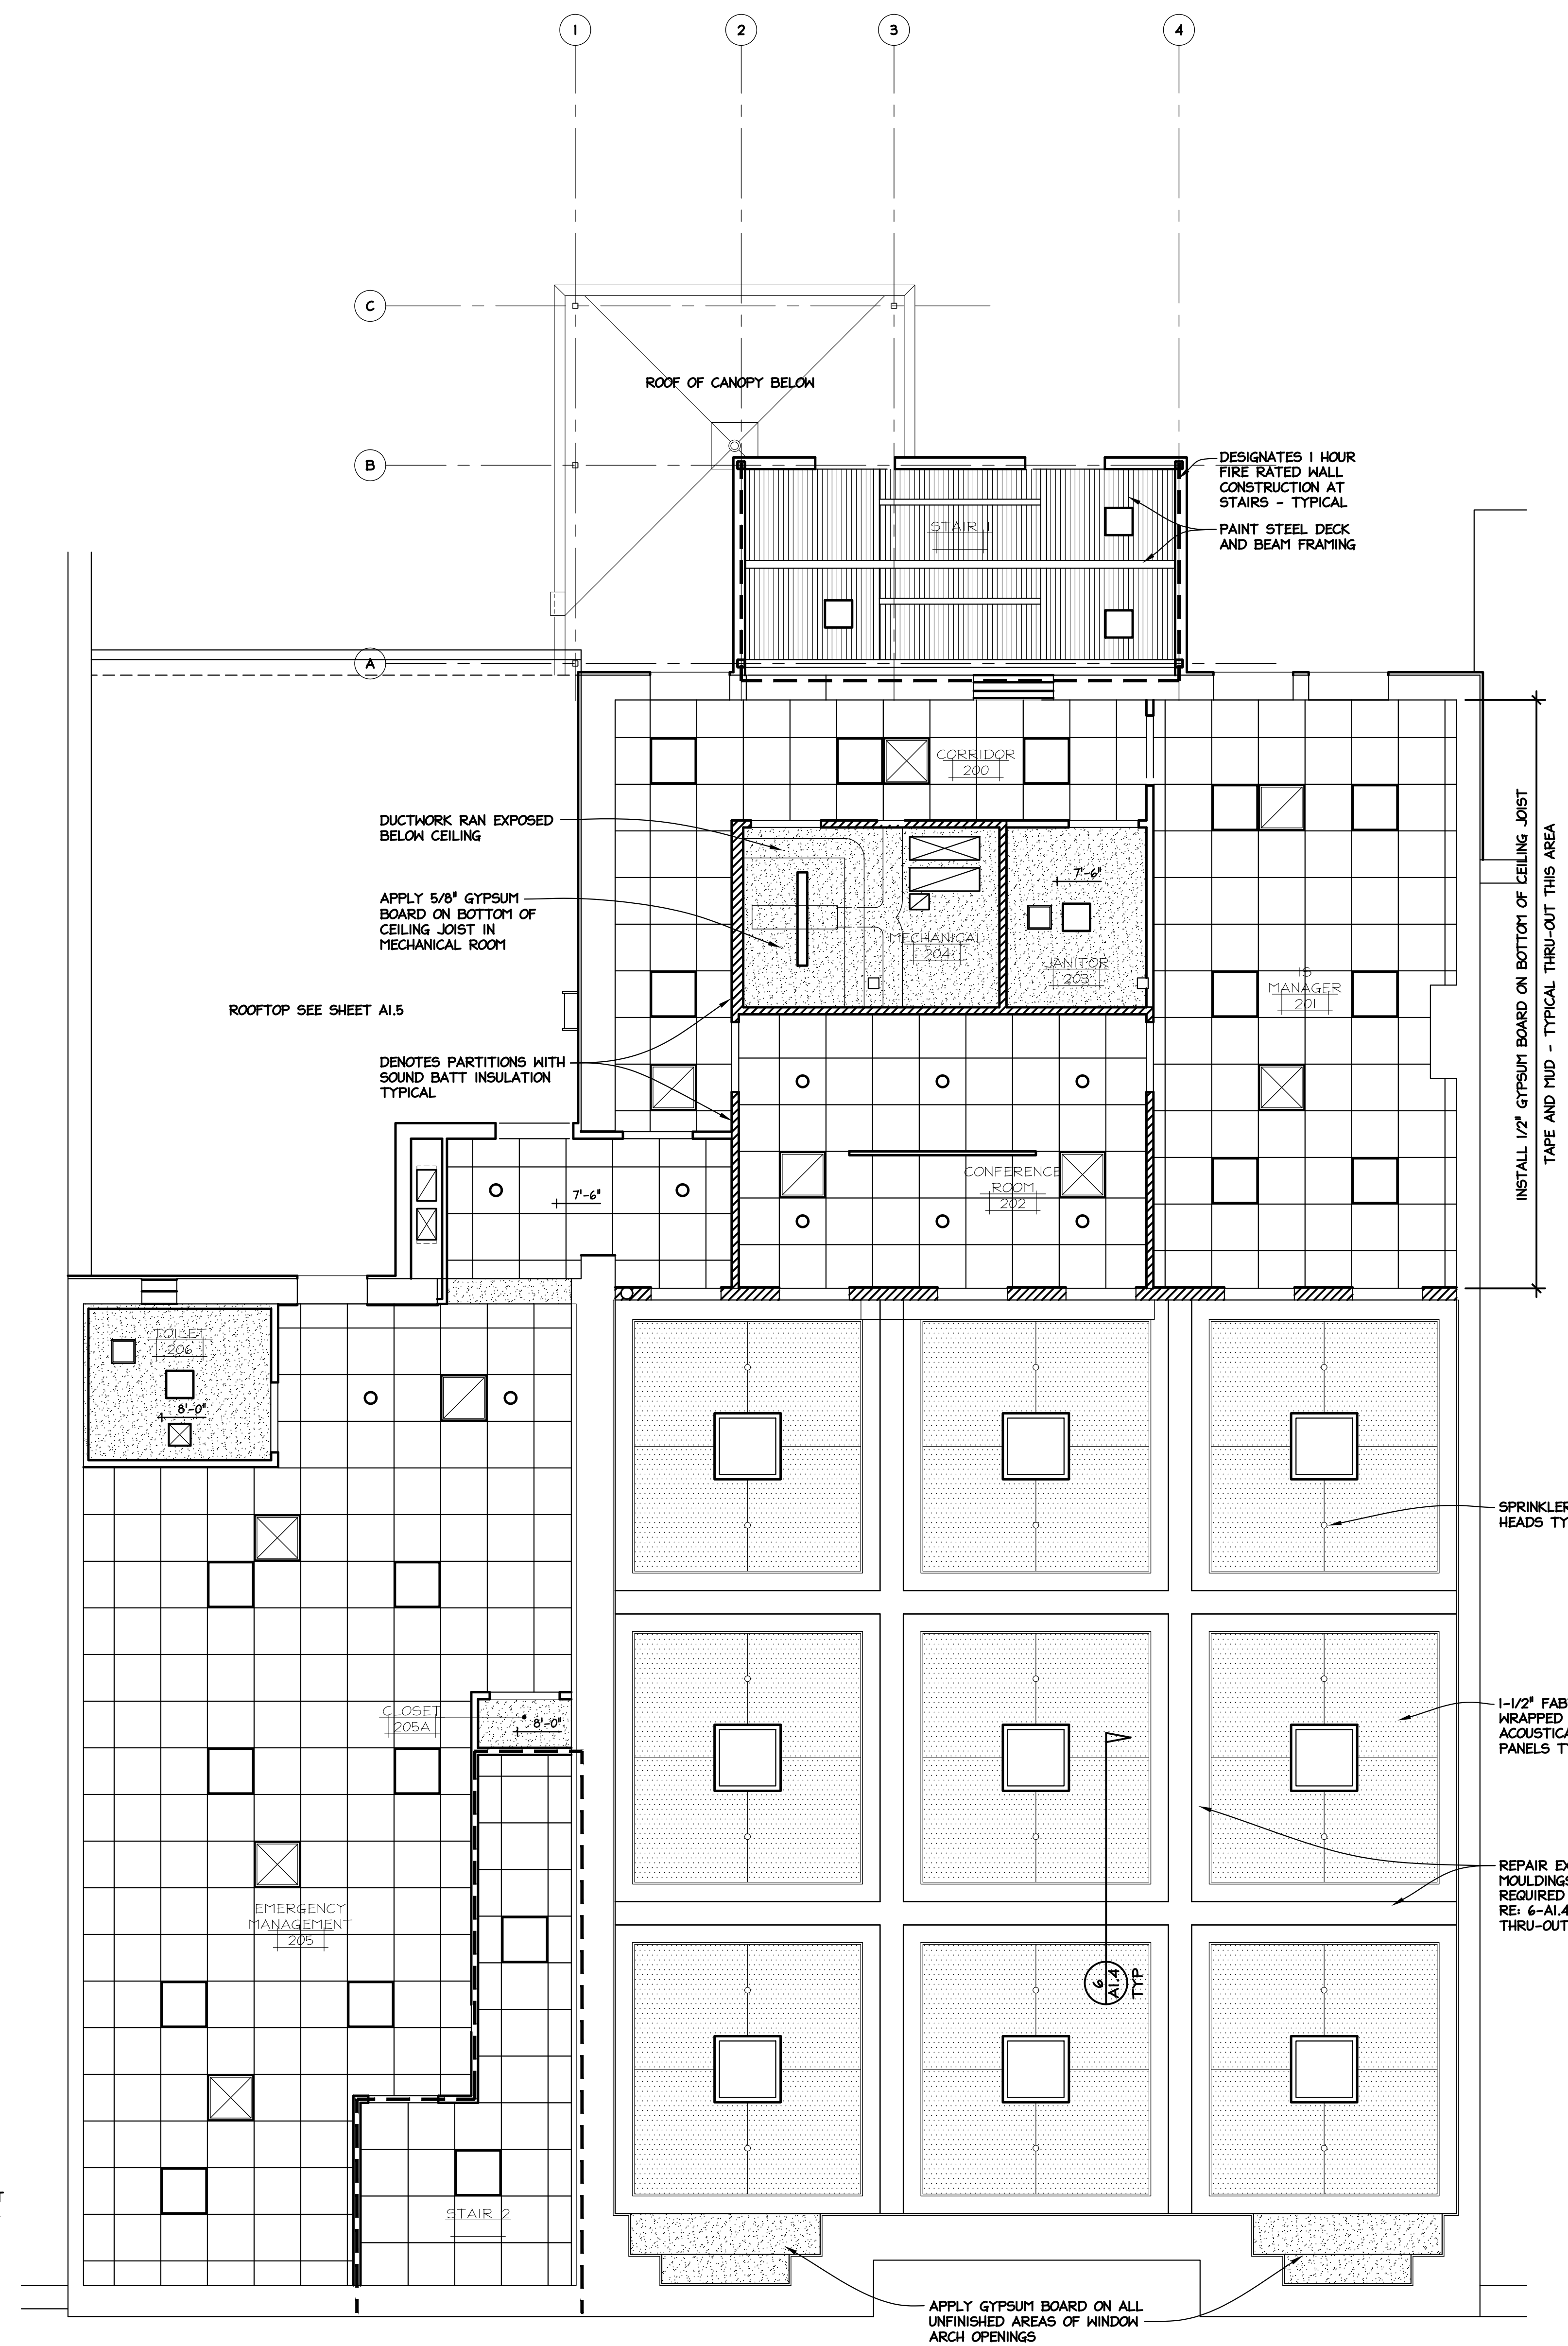 1
2
3
4
C
ROOF OF CANOPY BELOW
B
DESIGNATES 1 HOUR
FIRE RATED WALL
CONSTRUCTION AT
STAIRS - TYPICAL
PAINT STEEL DECK
AND BEAM FRAMING
STAIR 1
A
CORRIDOR
200
DUCTWORK RAN EXPOSED
BELOW CEILING
APPLY 5/8" GYPSUM
BOARD ON BOTTOM OF
CEILING JOIST IN
MECHANICAL ROOM
MECHANICAL
204
7'-6"
JANITOR
203
IS
MANAGER
201
INSTALL 1/2" GYPSUM BOARD ON BOTTOM OF CEILING JOIST
TAPE AND MUD - TYPICAL THRU-OUT THIS AREA
ROOFTOP SEE SHEET A1.5
DENOTES PARTITIONS WITH
SOUND BATT INSULATION
TYPICAL
7'-6"
CONFERENCE
ROOM
202
TOILET
206
8'-0"
SPRINKLER
HEADS TY
CLOSET
205A
8'-0"
1-1/2" FAB
WRAPPED
ACOUSTICA
PANELS T
REPAIR EX
MOULDINGS
REQUIRED
RE: 6-A1.4
THRU-OUT
EMERGENCY
MANAGEMENT
205
6
A1.4
TYP
STAIR 2
T
APPLY GYPSUM BOARD ON ALL
UNFINISHED AREAS OF WINDOW
ARCH OPENINGS